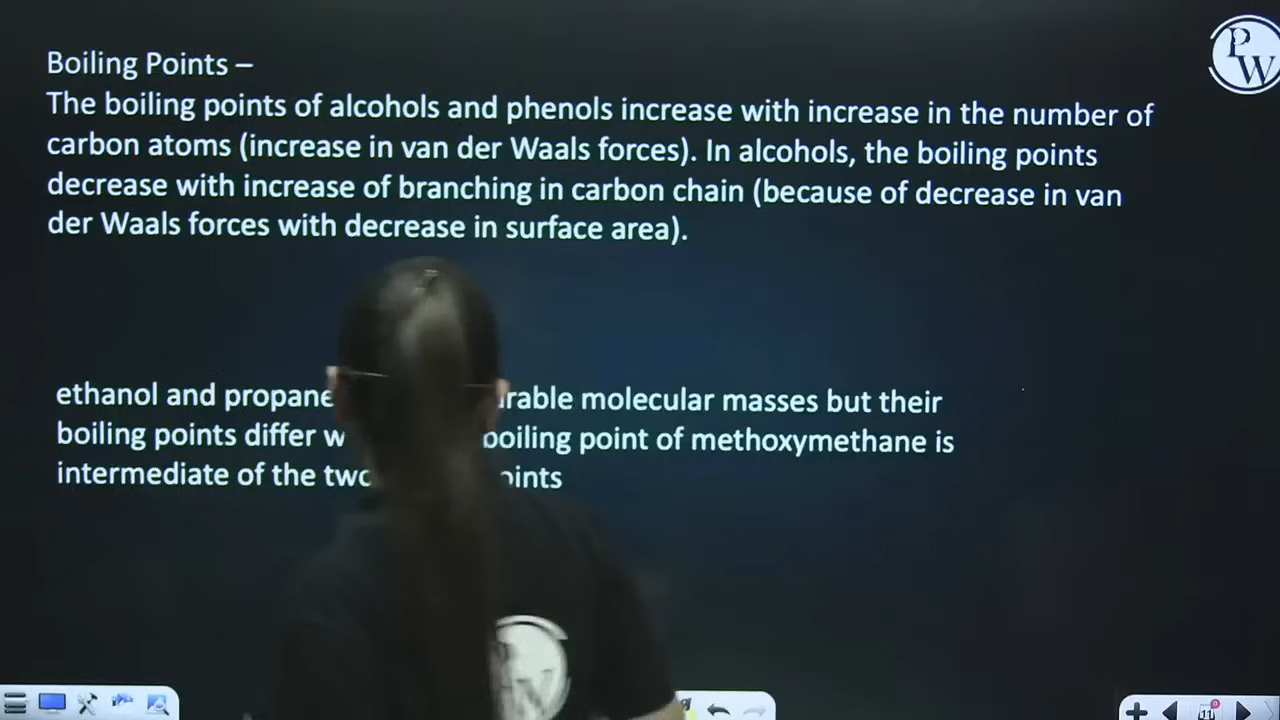 PW
Boiling Points –
The boiling points of alcohols and phenols increase with increase in the number of
carbon atoms (increase in van der Waals forces). In alcohols, the boiling points
decrease with increase of branching in carbon chain (because of decrease in van
der Waals forces with decrease in surface area).
ethanol and propane molecular masses but their
boiling points differ boiling point of methoxymethane is
intermediate of the two